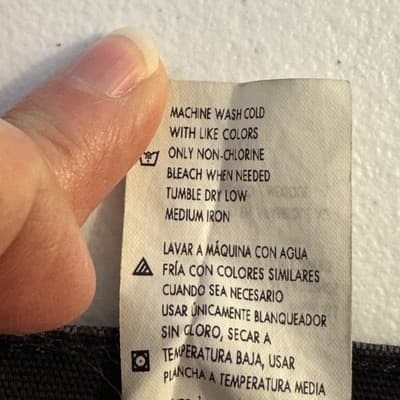 MACHINE WASH COLD
WITH LIKE COLORS
ONLY NON-CHLORINE
BLEACH WHEN NEEDED
TUMBLE DRY LOW
MEDIUM IRON
LAVAR A MÁQUINA CON AGUA
FRÍA CON COLORES SIMILARES
CUANDO SEA NECESARIO
USAR ÚNICAMENTE BLANQUEADOR
SIN CLORO, SECAR A
TEMPERATURA BAJA, USAR
PLANCHA A TEMPERATURA MEDIA